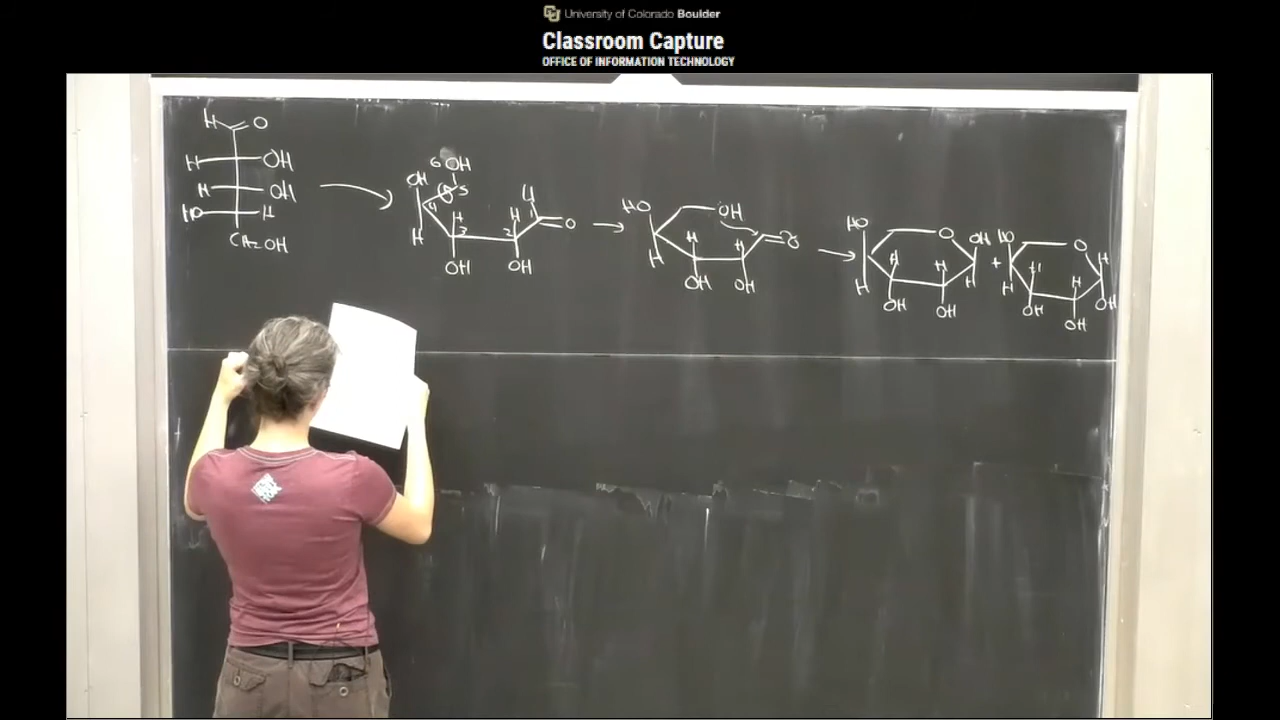 University of Colorado Boulder
Classroom Capture
OFFICE OF INFORMATION TECHNOLOGY
H O
H OH
H OH
HO H
CH2OH
6 OH
OH 5
4 H 3 H 2 H 1 O
H
OH OH
HO OH
H H O
H
OH OH
HO O OH
H H H
H
OH OH
+
HO O H
H H H OH
OH
OH